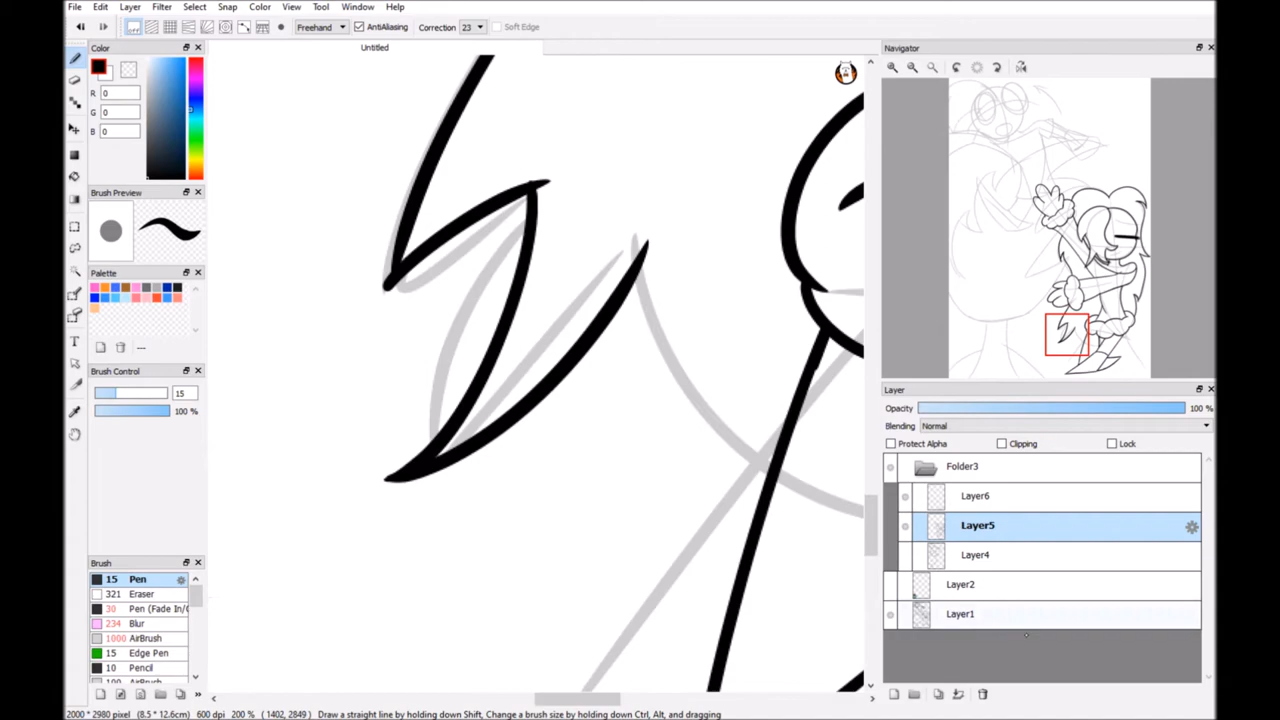 File Edit Layer Filter Select Snap Color View Tool Window Help
off Freehand AntiAliasing Correction 23 Soft Edge
Color
R 0
G 0
B 0
Brush Preview
Palette
---
Brush Control
15
100 %
Brush
15 Pen
321 Eraser
30 Pen (Fade In/O
234 Blur
1000 AirBrush
15 Edge Pen
10 Pencil
100 AirBrush
Untitled
Navigator
Layer
Opacity 100 %
Blending Normal
Protect Alpha Clipping Lock
Folder3
Layer6
Layer5
Layer4
Layer2
Layer1
2000 * 2980 pixel (8.5 * 12.6cm) 600 dpi 200 % ( 1402, 2849 ) Draw a straight line by holding down Shift, Change a brush size by holding down Ctrl, Alt, and dragging